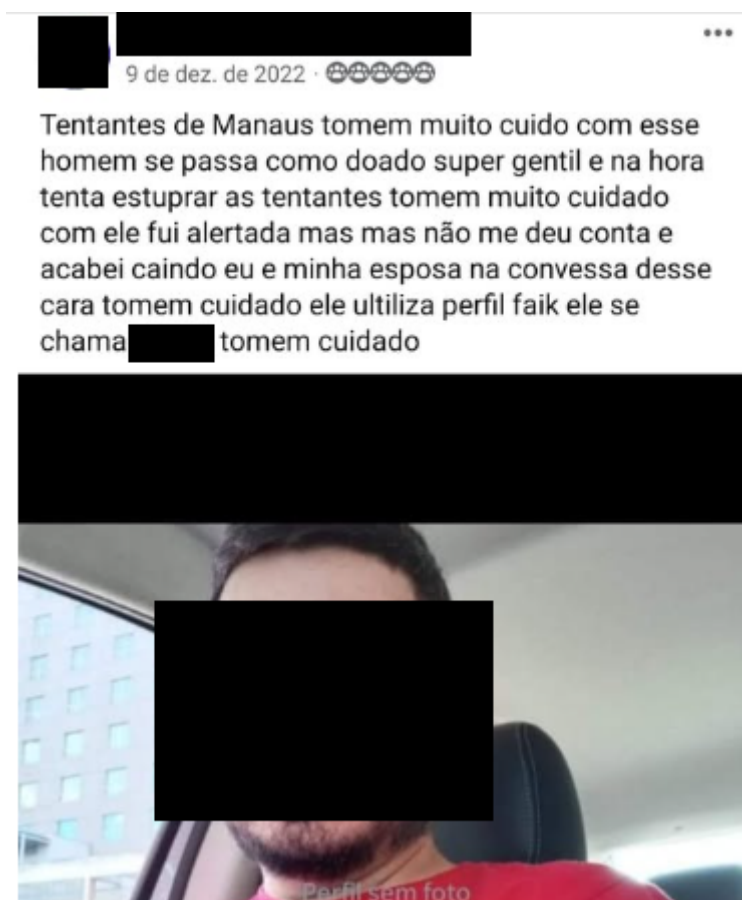 9 de dez. de 2022 ·
Tentantes de Manaus tomem muito cuido com esse
homem se passa como doado super gentil e na hora
tenta estuprar as tentantes tomem muito cuidado
com ele fui alertada mas mas não me deu conta e
acabei caindo eu e minha esposa na convessa desse
cara tomem cuidado ele ultiliza perfil faik ele se
chama tomem cuidado
Perfil sem foto